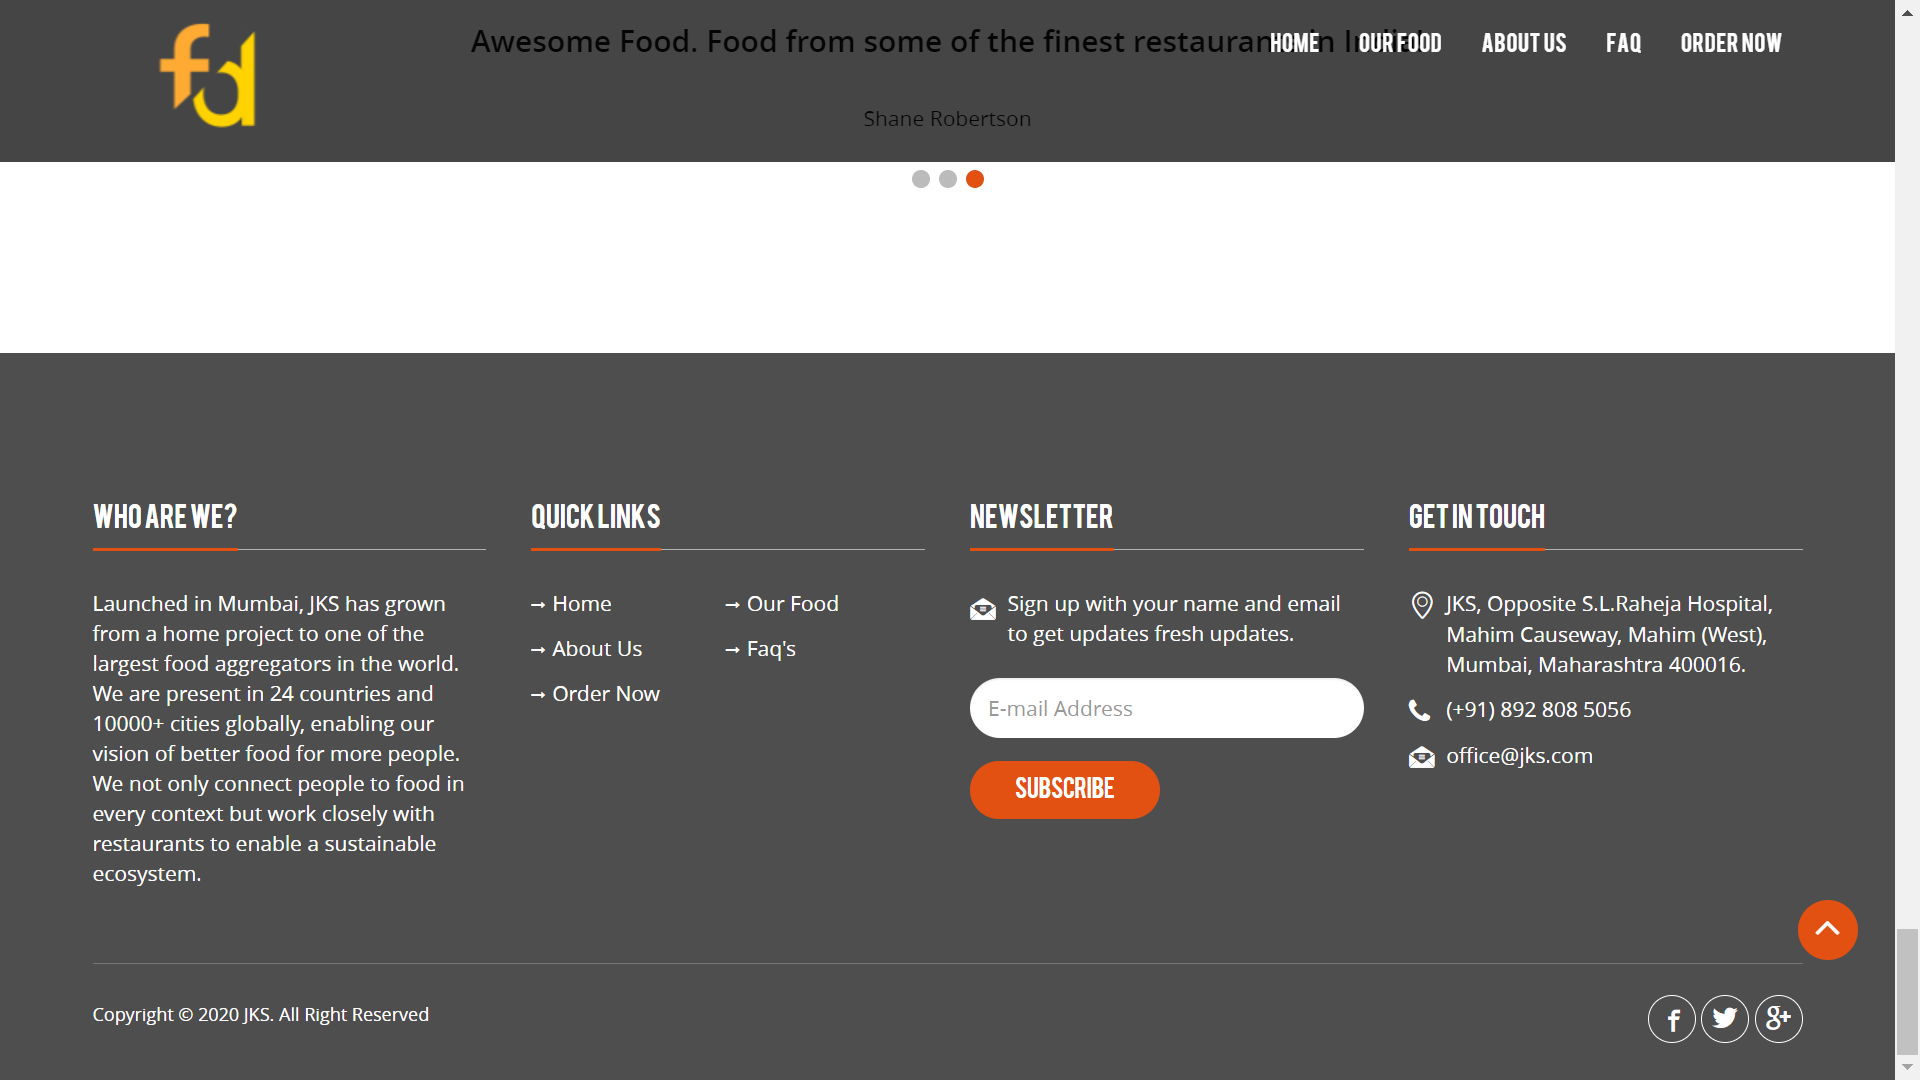 fd
Awesome Food. Food from some of the finest restaurants in India!
HOME OUR FOOD ABOUT US FAQ ORDER NOW
Shane Robertson
WHO ARE WE?
Launched in Mumbai, JKS has grown
from a home project to one of the
largest food aggregators in the world.
We are present in 24 countries and
10000+ cities globally, enabling our
vision of better food for more people.
We not only connect people to food in
every context but work closely with
restaurants to enable a sustainable
ecosystem.
QUICK LINKS
→ Home
→ Our Food
→ About Us
→ Faq's
→ Order Now
NEWSLETTER
Sign up with your name and email
to get updates fresh updates.
E-mail Address
SUBSCRIBE
GET IN TOUCH
JKS, Opposite S.L.Raheja Hospital,
Mahim Causeway, Mahim (West),
Mumbai, Maharashtra 400016.
(+91) 892 808 5056
office@jks.com
Copyright © 2020 JKS. All Right Reserved